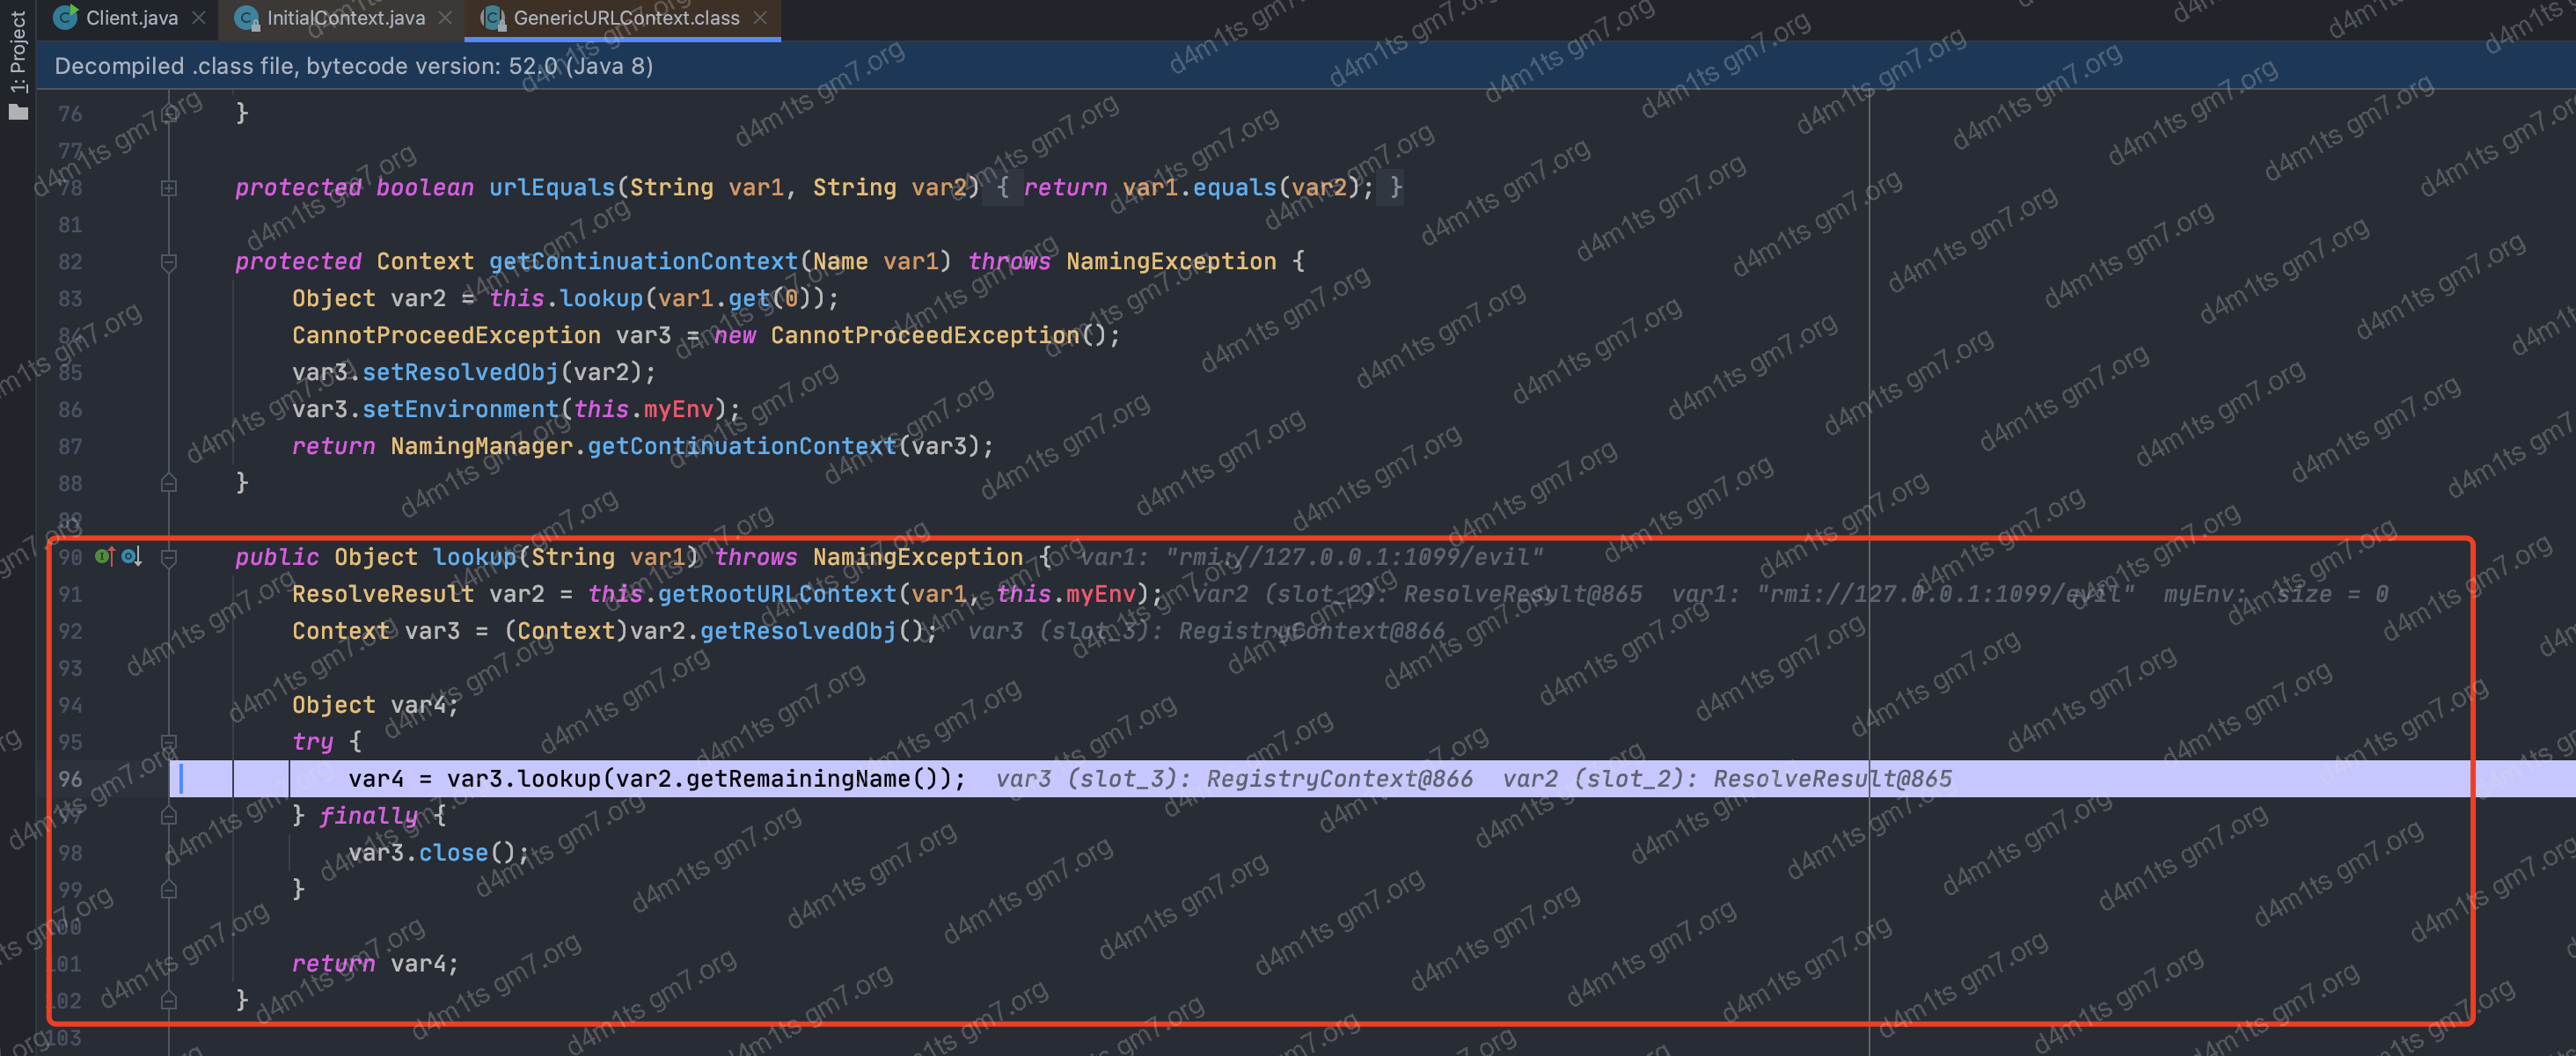 1: Project
Client.java
InitialContext.java
GenericURLContext.class
Decompiled .class file, bytecode version: 52.0 (Java 8)
76 }
77
78 protected boolean urlEquals(String var1, String var2) { return var1.equals(var2); }
81
82 protected Context getContinuationContext(Name var1) throws NamingException {
83 Object var2 = this.lookup(var1.get(0));
84 CannotProceedException var3 = new CannotProceedException();
85 var3.setResolvedObj(var2);
86 var3.setEnvironment(this.myEnv);
87 return NamingManager.getContinuationContext(var3);
88 }
89
90 public Object lookup(String var1) throws NamingException { var1: "rmi://127.0.0.1:1099/evil"
91 ResolveResult var2 = this.getRootURLContext(var1, this.myEnv); var2 (slot_2): ResolveResult@865 var1: "rmi://127.0.0.1:1099/evil" myEnv: size = 0
92 Context var3 = (Context)var2.getResolvedObj(); var3 (slot_3): RegistryContext@866
93
94 Object var4;
95 try {
96 var4 = var3.lookup(var2.getRemainingName()); var3 (slot_3): RegistryContext@866 var2 (slot_2): ResolveResult@865
97 } finally {
98 var3.close();
99 }
100
101 return var4;
102 }
103
d4m1ts gm7.org